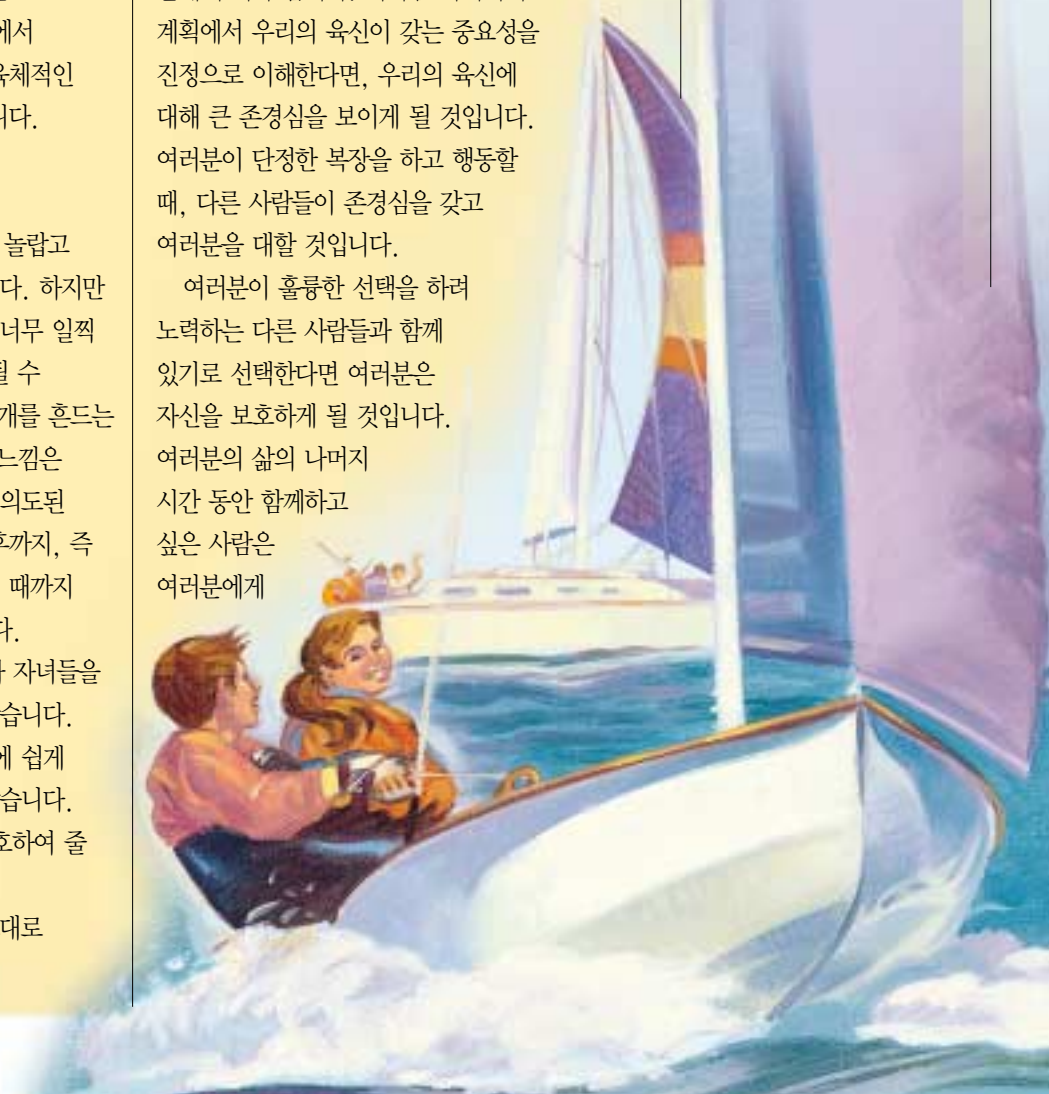 에서
육체적인
니다.
놀랍고
다. 하지만
너무 일찍
될 수
개를 흔드는
느낌은
의도된
후까지, 즉
때까지
다.
자녀들을
습니다.
에 쉽게
습니다.
호하여 줄
대로
계획에서 우리의 육신이 갖는 중요성을
진정으로 이해한다면, 우리의 육신에
대해 큰 존경심을 보이게 될 것입니다.
여러분이 단정한 복장을 하고 행동할
때, 다른 사람들이 존경심을 갖고
여러분을 대할 것입니다.
여러분이 훌륭한 선택을 하려
노력하는 다른 사람들과 함께
있기로 선택한다면 여러분은
자신을 보호하게 될 것입니다.
여러분의 삶의 나머지
시간 동안 함께하고
싶은 사람은
여러분에게